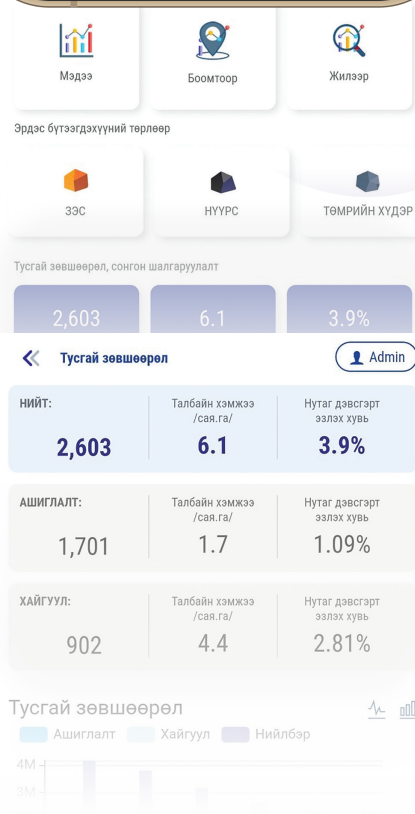 Мэдээ
Боомтоор
Жилээр
Эрдэс бүтээгдэхүүний төрлөөр
ЗЭС
НҮҮРС
ТӨМРИЙН ХҮДЭР
Тусгай зөвшөөрөл, сонгон шалгаруулалт
2,603
6.1
3.9%
Тусгай зөвшөөрөл
Admin
НИЙТ:
Талбайн хэмжээ
/сая.га/
Нутаг дэвсгэрт
эзлэх хувь
2,603
6.1
3.9%
АШИГЛАЛТ:
Талбайн хэмжээ
/сая.га/
Нутаг дэвсгэрт
эзлэх хувь
1,701
1.7
1.09%
ХАЙГУУЛ:
Талбайн хэмжээ
/сая.га/
Нутаг дэвсгэрт
эзлэх хувь
902
4.4
2.81%
Тусгай зөвшөөрөл
Ашиглалт
Хайгуул
Нийлбэр
4M
3M